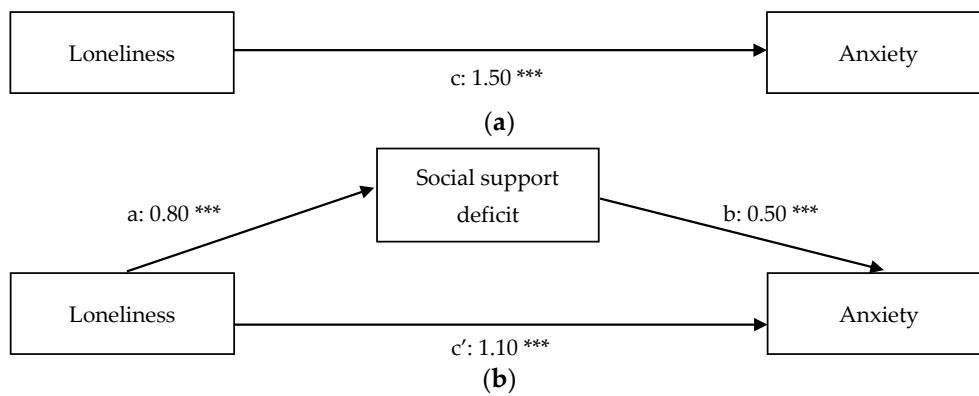 Loneliness
Anxiety
c: 1.50 ***
(a)
Social support
deficit
a: 0.80 ***
b: 0.50 ***
Loneliness
Anxiety
c’: 1.10 ***
(b)